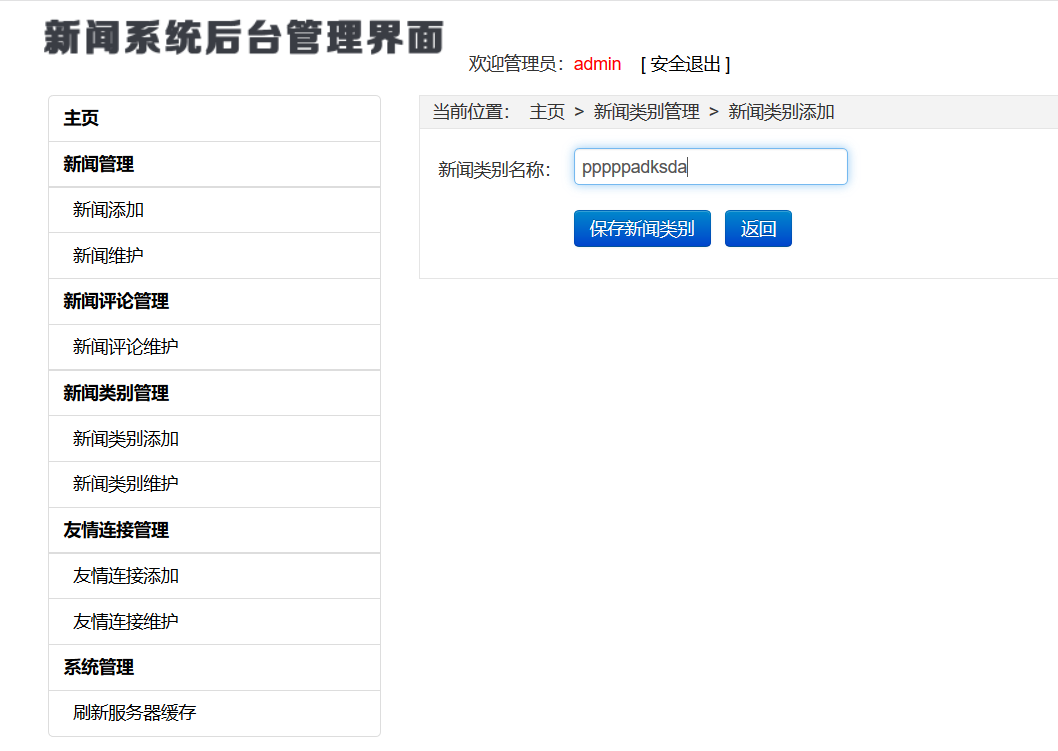 新闻系统后台管理界面
欢迎管理员：admin [ 安全退出 ]
主页
新闻管理
新闻添加
新闻维护
新闻评论管理
新闻评论维护
新闻类别管理
新闻类别添加
新闻类别维护
友情连接管理
友情连接添加
友情连接维护
系统管理
刷新服务器缓存
当前位置： 主页 > 新闻类别管理 > 新闻类别添加
新闻类别名称： pppppadksda
保存新闻类别 返回